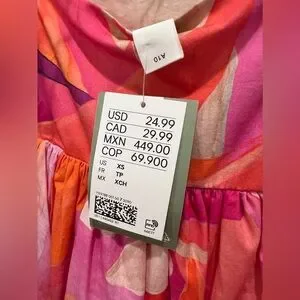 A10
USD 24.99
CAD 29.99
MXN 449.00
COP 69,900
US XS
FR TP
MX XCH